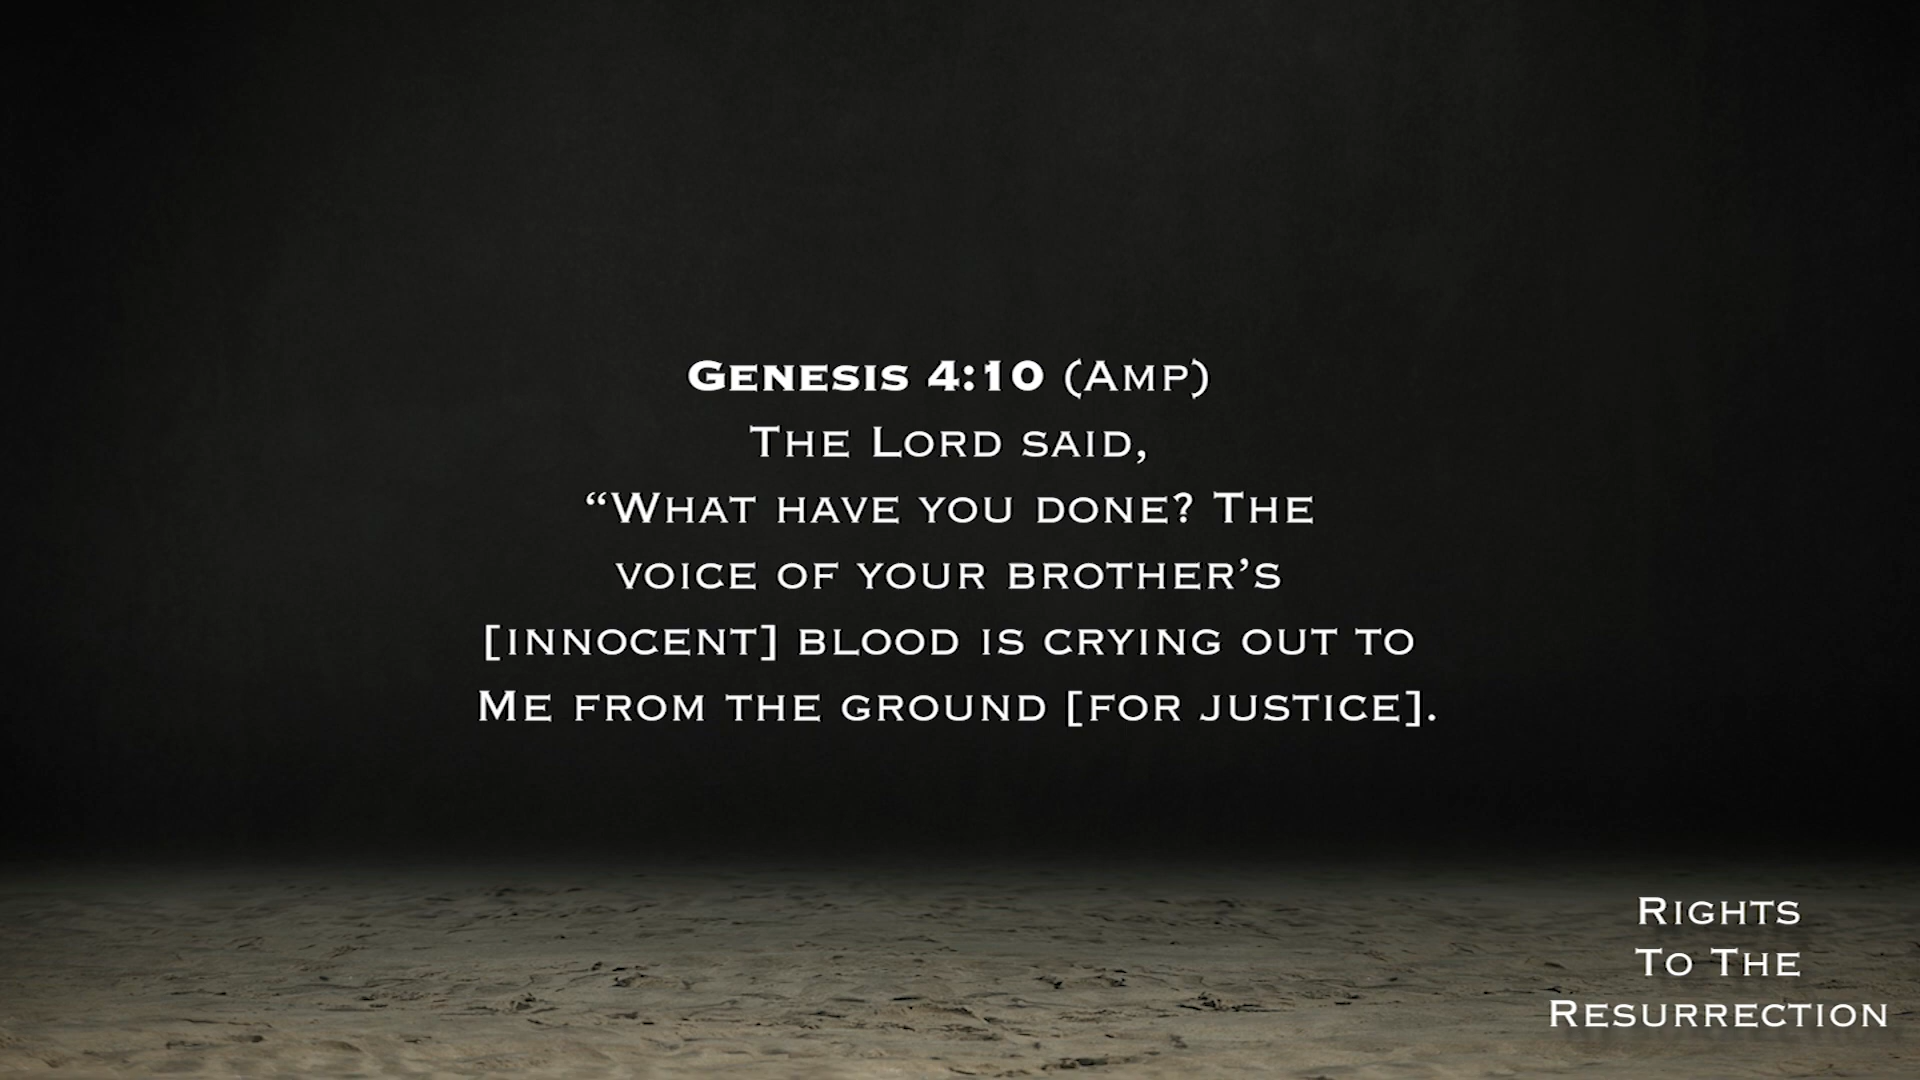 Genesis 4:10 (Amp)
The Lord said,
“What have you done? The
voice of your brother’s
[innocent] blood is crying out to
Me from the ground [for justice].
Rights
To The
Resurrection